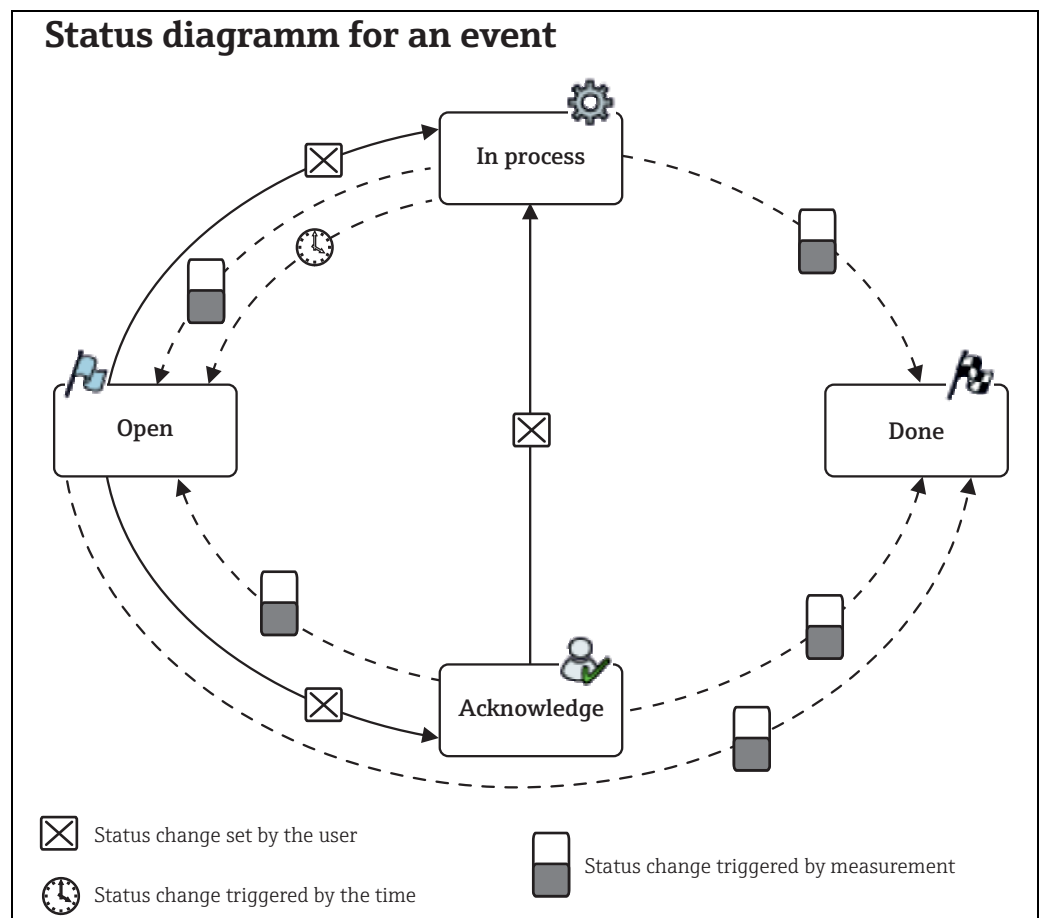 Status diagramm for an event
In process
Open
Done
Acknowledge
Status change set by the user
Status change triggered by measurement
Status change triggered by the time